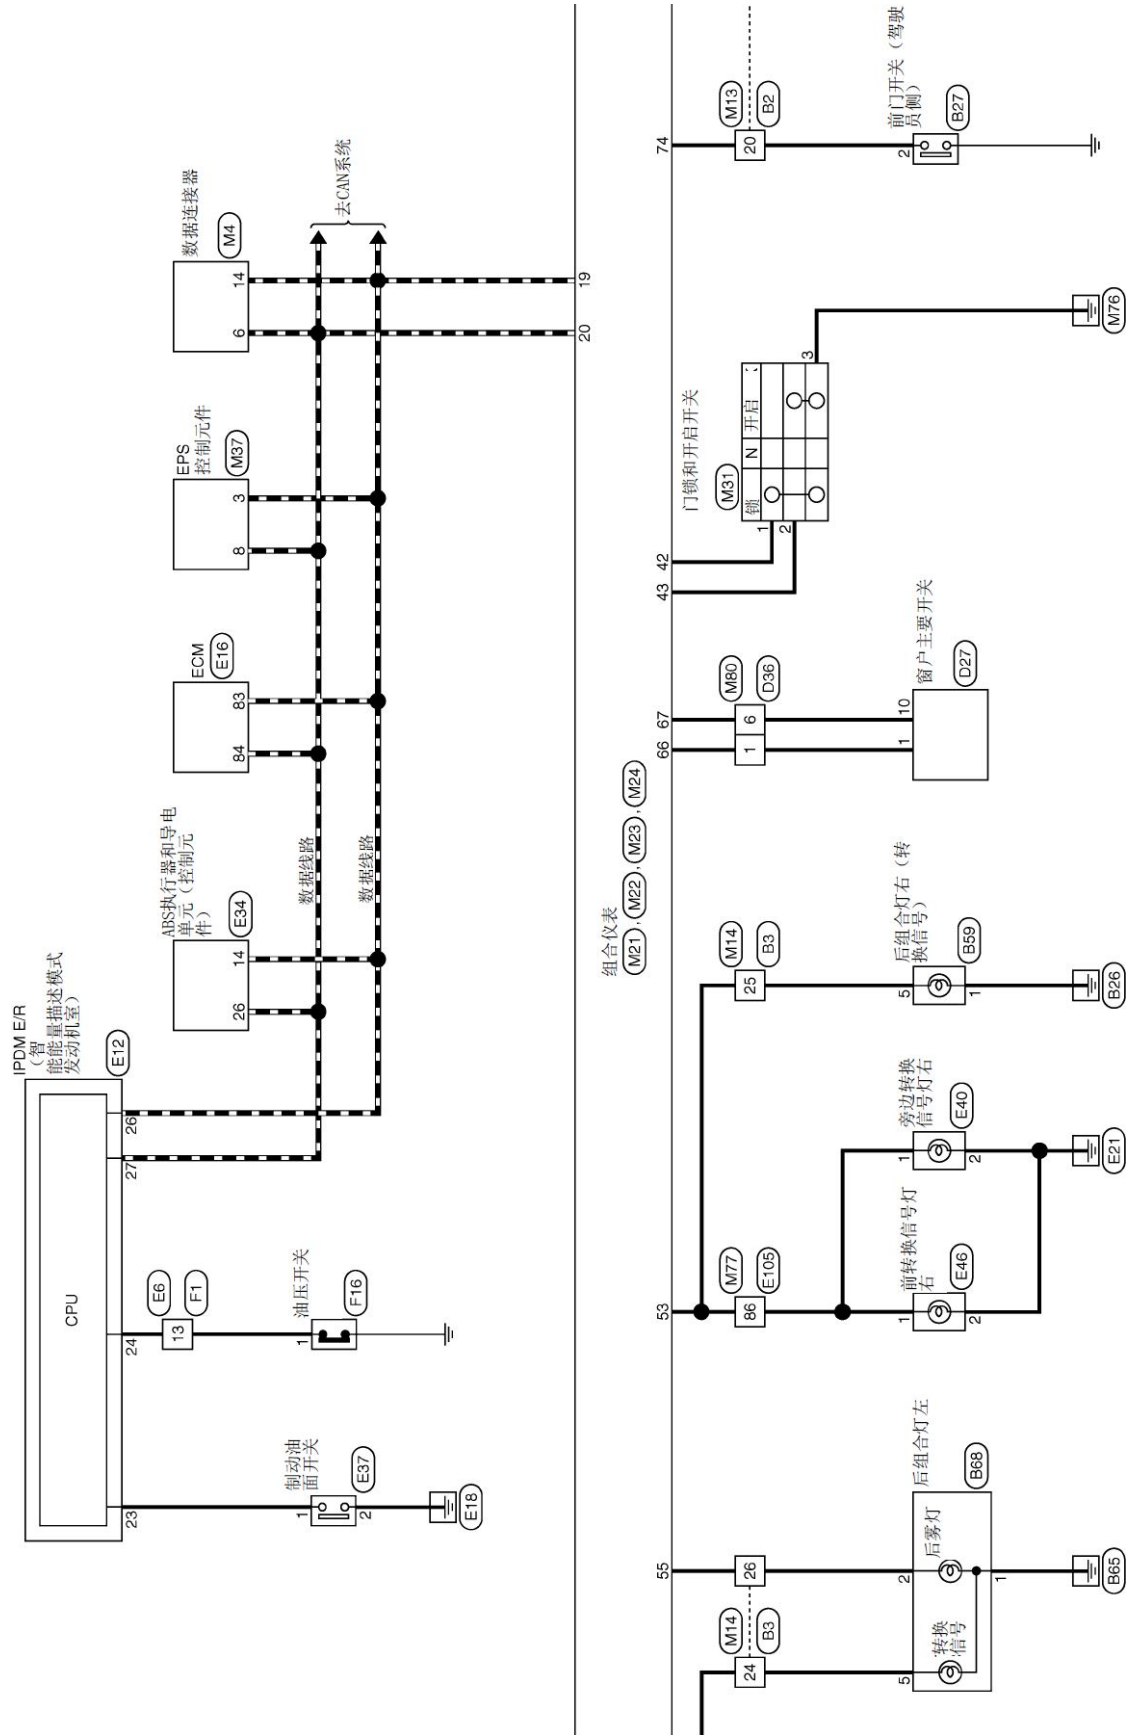 IPDM E/R
（智
能能量描述模式
发动机室）
E12
CPU
23
24
27
26
制动油
面开关
E37
1
2
E18
E6
F1
13
油压开关
F16
1
ABS执行器和导电
单元（控制元
件）
E34
26
14
数据线路
数据线路
ECM
E16
84
83
EPS
控制元件
M37
8
3
数据连接器
M4
6
14
去CAN系统
20
19
组合仪表
M21, M22, M23, M24
55
53
66
67
43
42
74
M14
B3
24
26
后组合灯左
B68
后雾灯
转换
信号
5
2
1
B65
M77
E105
86
前转换信号灯
右
E46
1
2
旁边转换
信号灯右
E40
1
2
E21
M14
B3
25
后组合灯右（转
换信号）
B59
5
1
B26
M80
D36
1
6
窗户主要开关
D27
1
10
门锁和开启开关
M31
锁
N
开启
1
2
3
M76
M13
B2
20
前门开关（驾驶
员侧）
B27
2